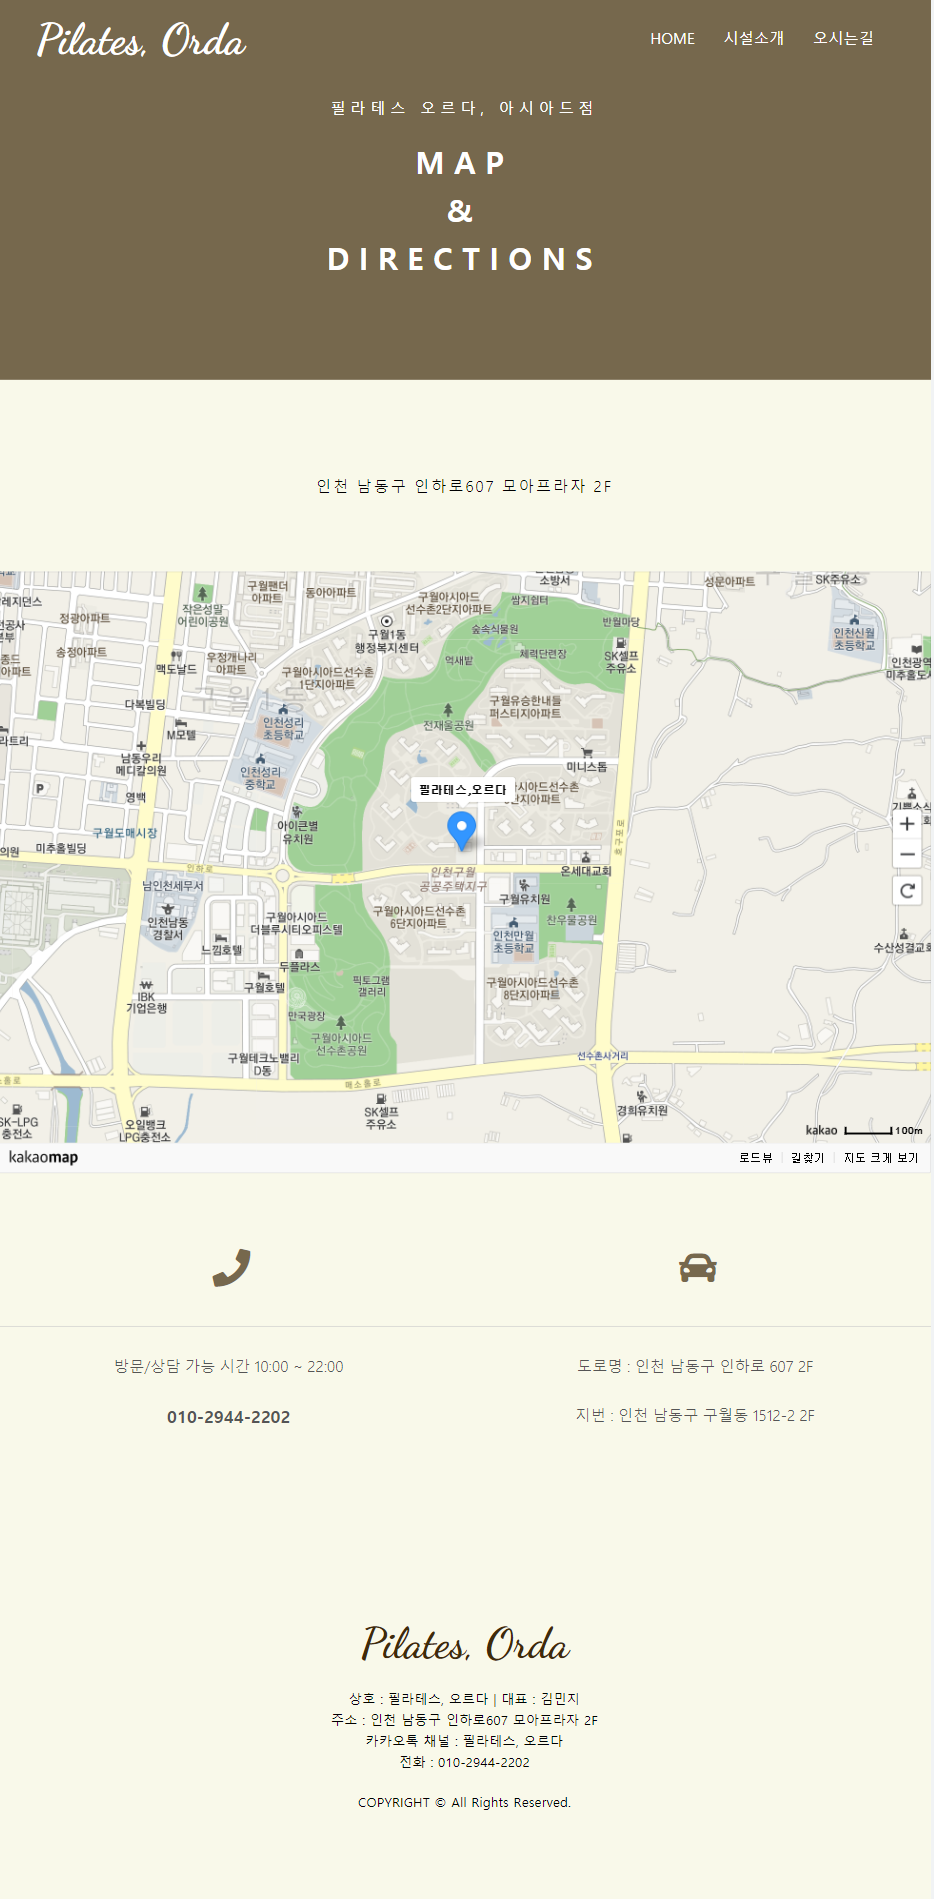 Pilates, Orda
HOME 시설소개 오시는길
필라테스 오르다, 아시아드점
MAP
&
DIRECTIONS
인천 남동구 인하로607 모아프라자 2F
소방서
성문아파트
SK주유소
구월팬더
아파트
동아아파트
작은성말
어린이공원
구월아시아드
선수촌2단지아파트
쌈지쉼터
반월마당
레지던스
정광아파트
구월1동
행정복지센터
숲속식물원
인천신월
초등학교
전공사
송정아파트
맥도날드
우정개나리
아파트
억새밭
체력단련장
SK셀프
주유소
인천광역
미추홀도서
구월아시아드선수촌
1단지아파트
구월유승한내들
퍼스티지아파트
다복빌딩
M모텔
인천성리
초등학교
전재울공원
남동우리
메디칼의원
인천성리
중학교
미니스톱
영백
필라테스,오르다
아이큰별
유치원
구월도매시장
미추홀빌딩
호구포로
인하로
인천구월
공공주택지구
온세대교회
남인천세무서
구월유치원
인천남동
경찰서
구월아시아드
더블루시티오피스텔
구월아시아드선수촌
6단지아파트
찬우물공원
인천만월
초등학교
느낌호텔
두플라스
수산성결교회
구월호텔
픽토그램
갤러리
구월아시아드선수촌
8단지아파트
IBK
기업은행
만국광장
구월아시아드
선수촌공원
구월테크노밸리
D동
선수촌사거리
매소홀로
SK-LPG
충전소
오일뱅크
LPG충전소
SK셀프
주유소
경희유치원
kakao 100m
kakaomap 로드뷰 길찾기 지도 크게 보기
방문/상담 가능 시간 10:00 ~ 22:00
010-2944-2202
도로명 : 인천 남동구 인하로 607 2F
지번 : 인천 남동구 구월동 1512-2 2F
Pilates, Orda
상호 : 필라테스, 오르다 | 대표 : 김민지
주소 : 인천 남동구 인하로607 모아프라자 2F
카카오톡 채널 : 필라테스, 오르다
전화 : 010-2944-2202
COPYRIGHT © All Rights Reserved.